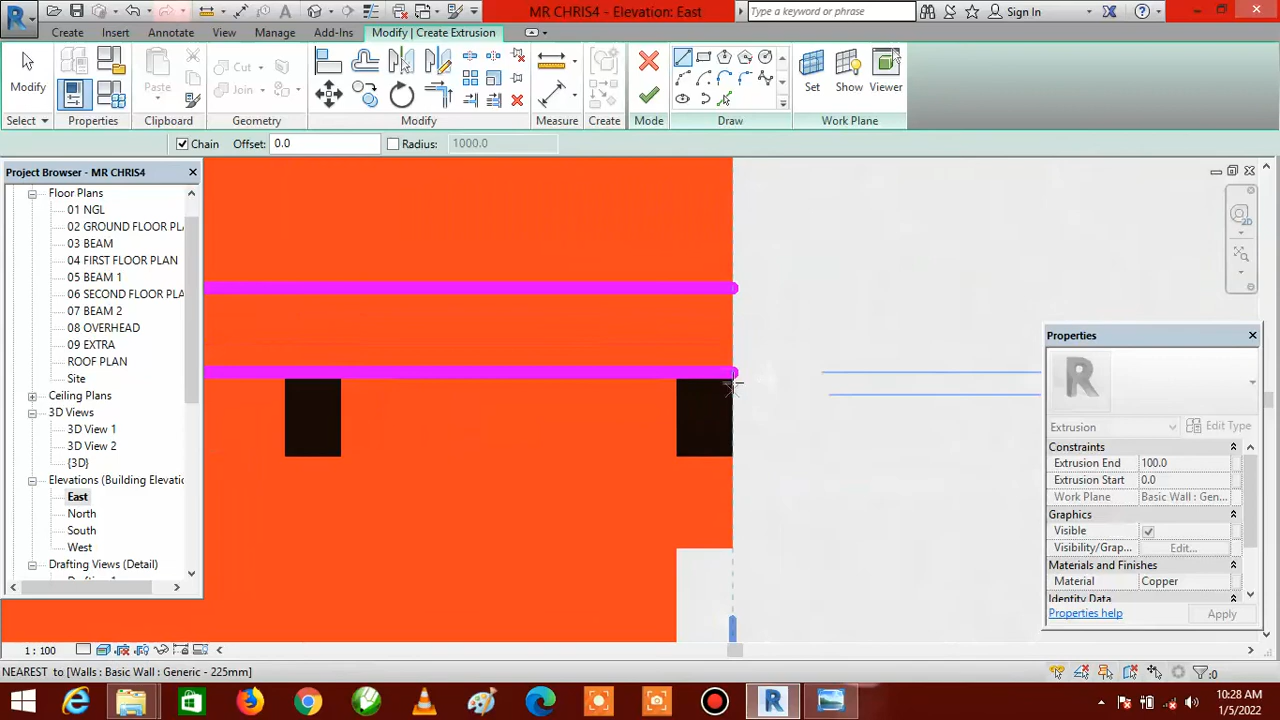 MR CHRIS4 - Elevation: East
Type a keyword or phrase
Sign In
Create
Insert
Annotate
View
Manage
Add-Ins
Modify | Create Extrusion
Modify
Paste
Cut
Join
Set
Show
Viewer
Select
Properties
Clipboard
Geometry
Modify
Measure
Create
Mode
Draw
Work Plane
Chain
Offset: 0.0
Radius: 1000.0
Project Browser - MR CHRIS4
Floor Plans
01 NGL
02 GROUND FLOOR PL
03 BEAM
04 FIRST FLOOR PLAN
05 BEAM 1
06 SECOND FLOOR PL
07 BEAM 2
08 OVERHEAD
09 EXTRA
ROOF PLAN
Site
Ceiling Plans
3D Views
3D View 1
3D View 2
{3D}
Elevations (Building Elevatio
East
North
South
West
Drafting Views (Detail)
Properties
Extrusion
Edit Type
Constraints
Extrusion End 100.0
Extrusion Start 0.0
Work Plane Basic Wall : Gen...
Graphics
Visible
Visibility/Grap... Edit...
Materials and Finishes
Material Copper
Identity Data
Properties help
Apply
1 : 100
NEAREST to [Walls : Basic Wall : Generic - 225mm]
:0
10:28 AM
1/5/2022